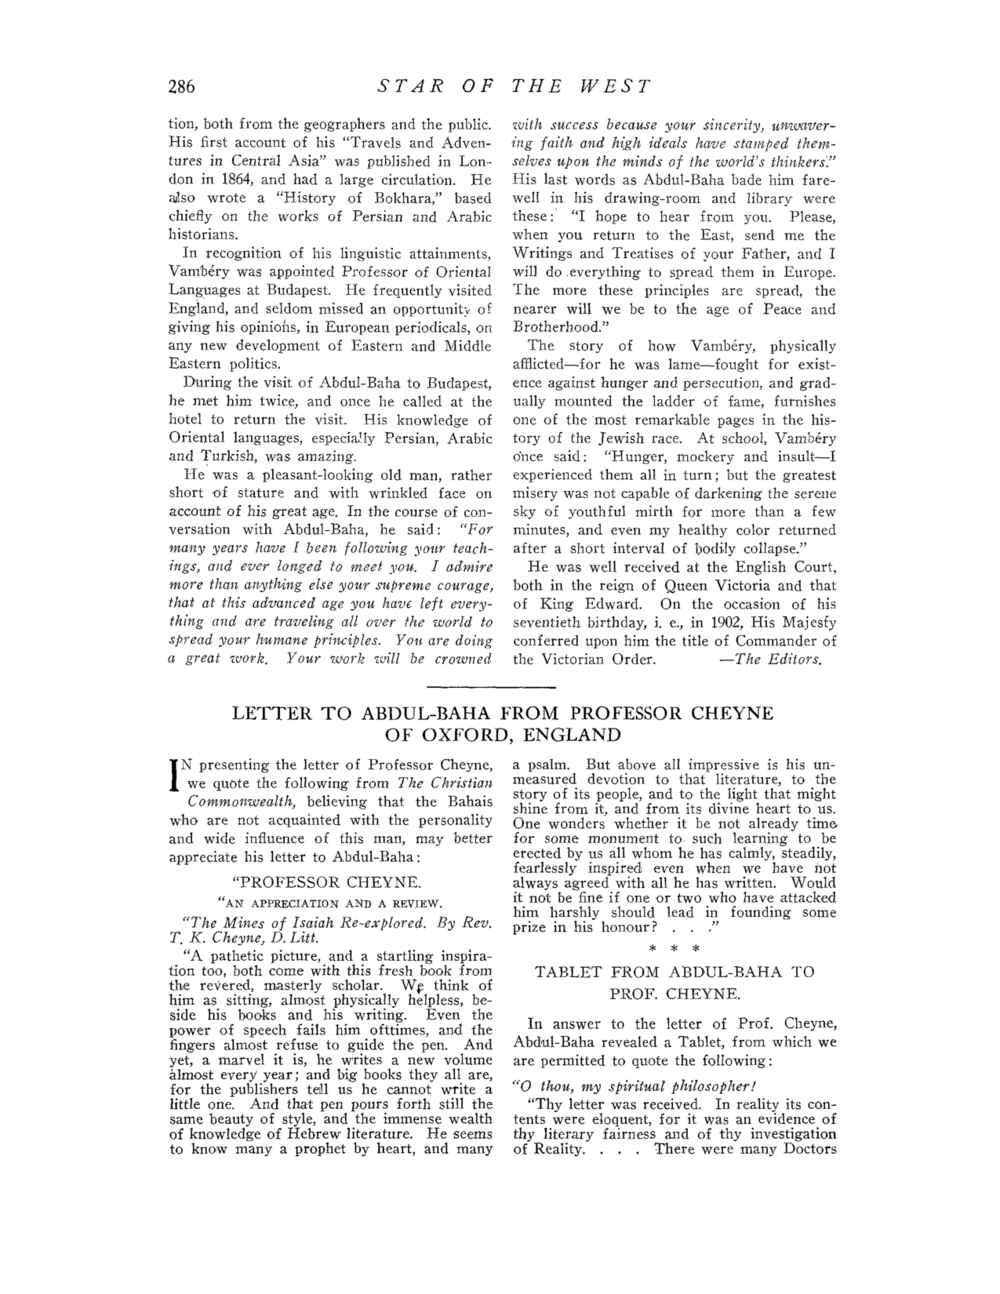 286 STAR OF THE WEST
tion, both from the geographers and the public.
His first account of his "Travels and Adven-
tures in Central Asia" was published in Lon-
don in 1864, and had a large circulation. He
also wrote a "History of Bokhara," based
chiefly on the works of Persian and Arabic
historians.
In recognition of his linguistic attainments,
Vambéry was appointed Professor of Oriental
Languages at Budapest. He frequently visited
England, and seldom missed an opportunity of
giving his opinions, in European periodicals, on
any new development of Eastern and Middle
Eastern politics.
During the visit of Abdul-Baha to Budapest,
he met him twice, and once he called at the
hotel to return the visit. His knowledge of
Oriental languages, especially Persian, Arabic
and Turkish, was amazing.
He was a pleasant-looking old man, rather
short of stature and with wrinkled face on
account of his great age. In the course of con-
versation with Abdul-Baha, he said: "For
many years have I been following your teach-
ings, and ever longed to meet you. I admire
more than anything else your supreme courage,
that at this advanced age you have left every-
thing and are traveling all over the world to
spread your humane principles. You are doing
a great work. Your work will be crowned
with success because your sincerity, unwaver-
ing faith and high ideals have stamped them-
selves upon the minds of the world's thinkers."
His last words as Abdul-Baha bade him fare-
well in his drawing-room and library were
these: "I hope to hear from you. Please,
when you return to the East, send me the
Writings and Treatises of your Father, and I
will do everything to spread them in Europe.
The more these principles are spread, the
nearer will we be to the age of Peace and
Brotherhood."
The story of how Vambéry, physically
afflicted—for he was lame—fought for exist-
ence against hunger and persecution, and grad-
ually mounted the ladder of fame, furnishes
one of the most remarkable pages in the his-
tory of the Jewish race. At school, Vambéry
once said: "Hunger, mockery and insult—I
experienced them all in turn; but the greatest
misery was not capable of darkening the serene
sky of youthful mirth for more than a few
minutes, and even my healthy color returned
after a short interval of bodily collapse."
He was well received at the English Court,
both in the reign of Queen Victoria and that
of King Edward. On the occasion of his
seventieth birthday, i. e., in 1902, His Majesty
conferred upon him the title of Commander of
the Victorian Order. —The Editors.
LETTER TO ABDUL-BAHA FROM PROFESSOR CHEYNE
OF OXFORD, ENGLAND
IN presenting the letter of Professor Cheyne,
we quote the following from The Christian
Commonwealth, believing that the Bahais
who are not acquainted with the personality
and wide influence of this man, may better
appreciate his letter to Abdul-Baha:
"PROFESSOR CHEYNE.
"AN APPRECIATION AND A REVIEW.
"The Mines of Isaiah Re-explored. By Rev.
T. K. Cheyne, D. Litt.
"A pathetic picture, and a startling inspira-
tion too, both come with this fresh book from
the revered, masterly scholar. We think of
him as sitting, almost physically helpless, be-
side his books and his writing. Even the
power of speech fails him ofttimes, and the
fingers almost refuse to guide the pen. And
yet, a marvel it is, he writes a new volume
almost every year; and big books they all are,
for the publishers tell us he cannot write a
little one. And that pen pours forth still the
same beauty of style, and the immense wealth
of knowledge of Hebrew literature. He seems
to know many a prophet by heart, and many
a psalm. But above all impressive is his un-
measured devotion to that literature, to the
story of its people, and to the light that might
shine from it, and from its divine heart to us.
One wonders whether it be not already time
for some monument to such learning to be
erected by us all whom he has calmly, steadily,
fearlessly inspired even when we have not
always agreed with all he has written. Would
it not be fine if one or two who have attacked
him harshly should lead in founding some
prize in his honour? . . ."
* * *
TABLET FROM ABDUL-BAHA TO
PROF. CHEYNE.
In answer to the letter of Prof. Cheyne,
Abdul-Baha revealed a Tablet, from which we
are permitted to quote the following:
"O thou, my spiritual philosopher!
"Thy letter was received. In reality its con-
tents were eloquent, for it was an evidence of
thy literary fairness and of thy investigation
of Reality. . . . There were many Doctors